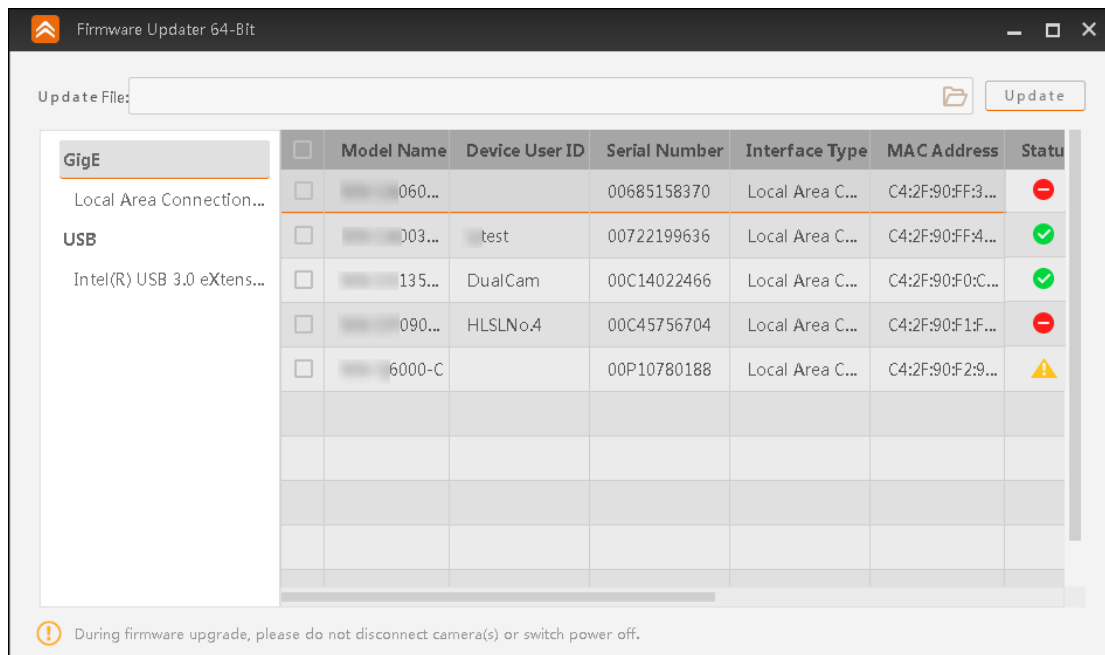 Firmware Updater 64-Bit
Update File:
Update
GigE
Local Area Connection...
USB
Intel(R) USB 3.0 eXtens...
Model Name Device User ID Serial Number Interface Type MAC Address Statu
060... 00685158370 Local Area C... C4:2F:90:FF:3...
003... test 00722199636 Local Area C... C4:2F:90:FF:4...
135... DualCam 00C14022466 Local Area C... C4:2F:90:F0:C...
090... HLSLNo.4 00C45756704 Local Area C... C4:2F:90:F1:F...
6000-C 00P10780188 Local Area C... C4:2F:90:F2:9...
During firmware upgrade, please do not disconnect camera(s) or switch power off.